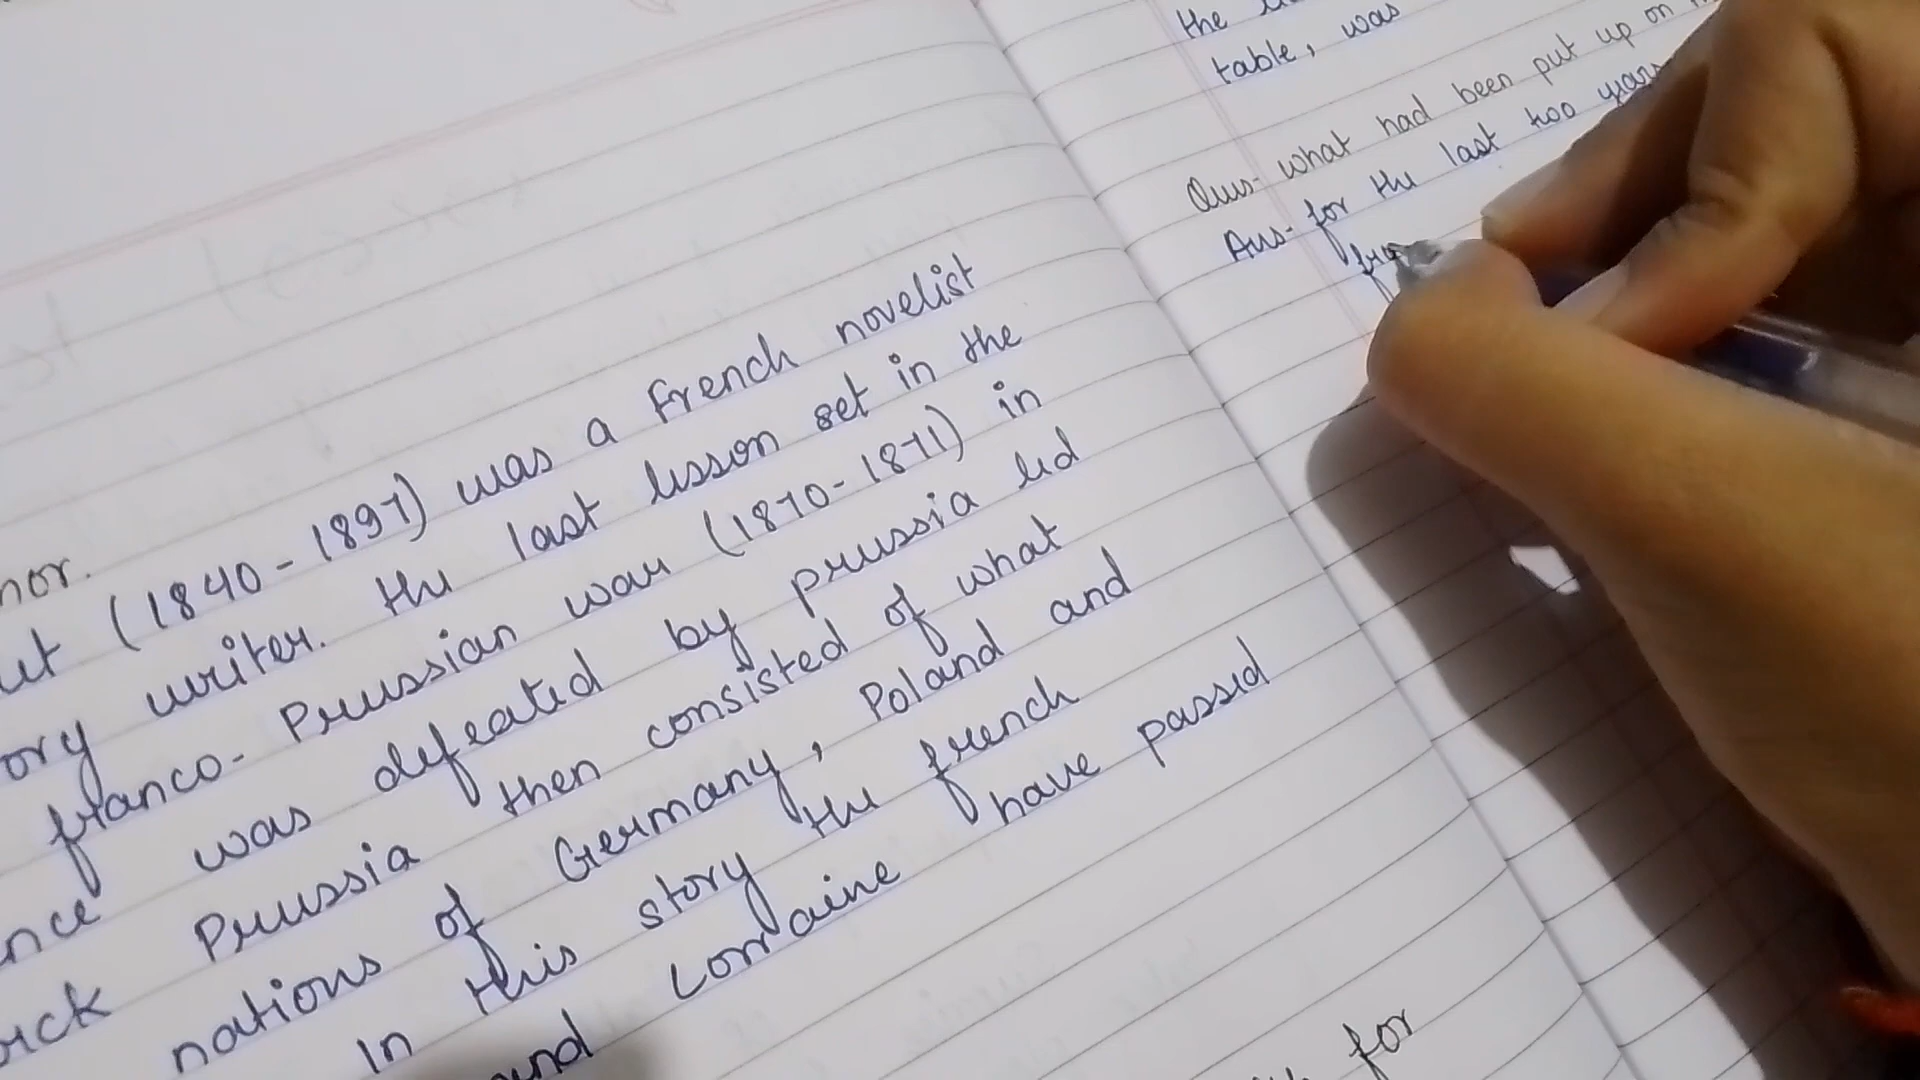 nor.
(1840-1897) was a French novelist
ory writer. the last lesson set in the
franco-Prussian war (1870-1871) in
nce was defeated by prussia led
Prussia then consisted of what
nations of Germany, Poland and
In this story the french
and Lorraine have passed
for
the
table, was
Qus- what had been put up on
Ans- for the last two years